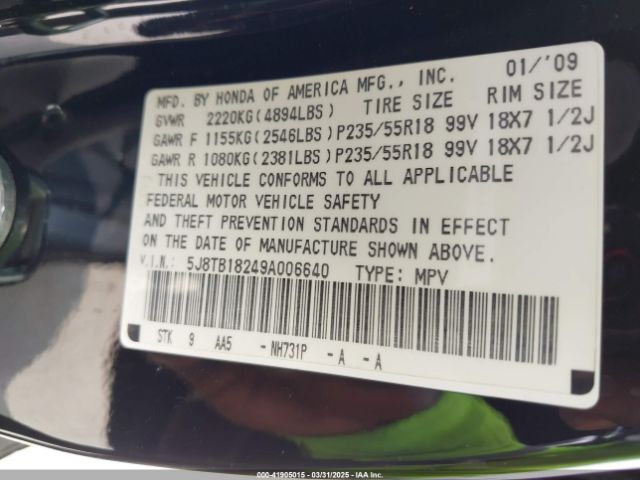 MFD. BY HONDA OF AMERICA MFG., INC. 01/'09
GVWR 2220KG(4894LBS) TIRE SIZE RIM SIZE
GAWR F 1155KG(2546LBS)P235/55R18 99V 18X7 1/2J
GAWR R 1080KG(2381LBS)P235/55R18 99V 18X7 1/2J
THIS VEHICLE CONFORMS TO ALL APPLICABLE
FEDERAL MOTOR VEHICLE SAFETY
AND THEFT PREVENTION STANDARDS IN EFFECT
ON THE DATE OF MANUFACTURE SHOWN ABOVE.
V.I.N.: 5J8TB18249A006640 TYPE: MPV
STK 9 AA5 -NH731P -A -A
000-41905015 - 03/31/2025 - IAA Inc.